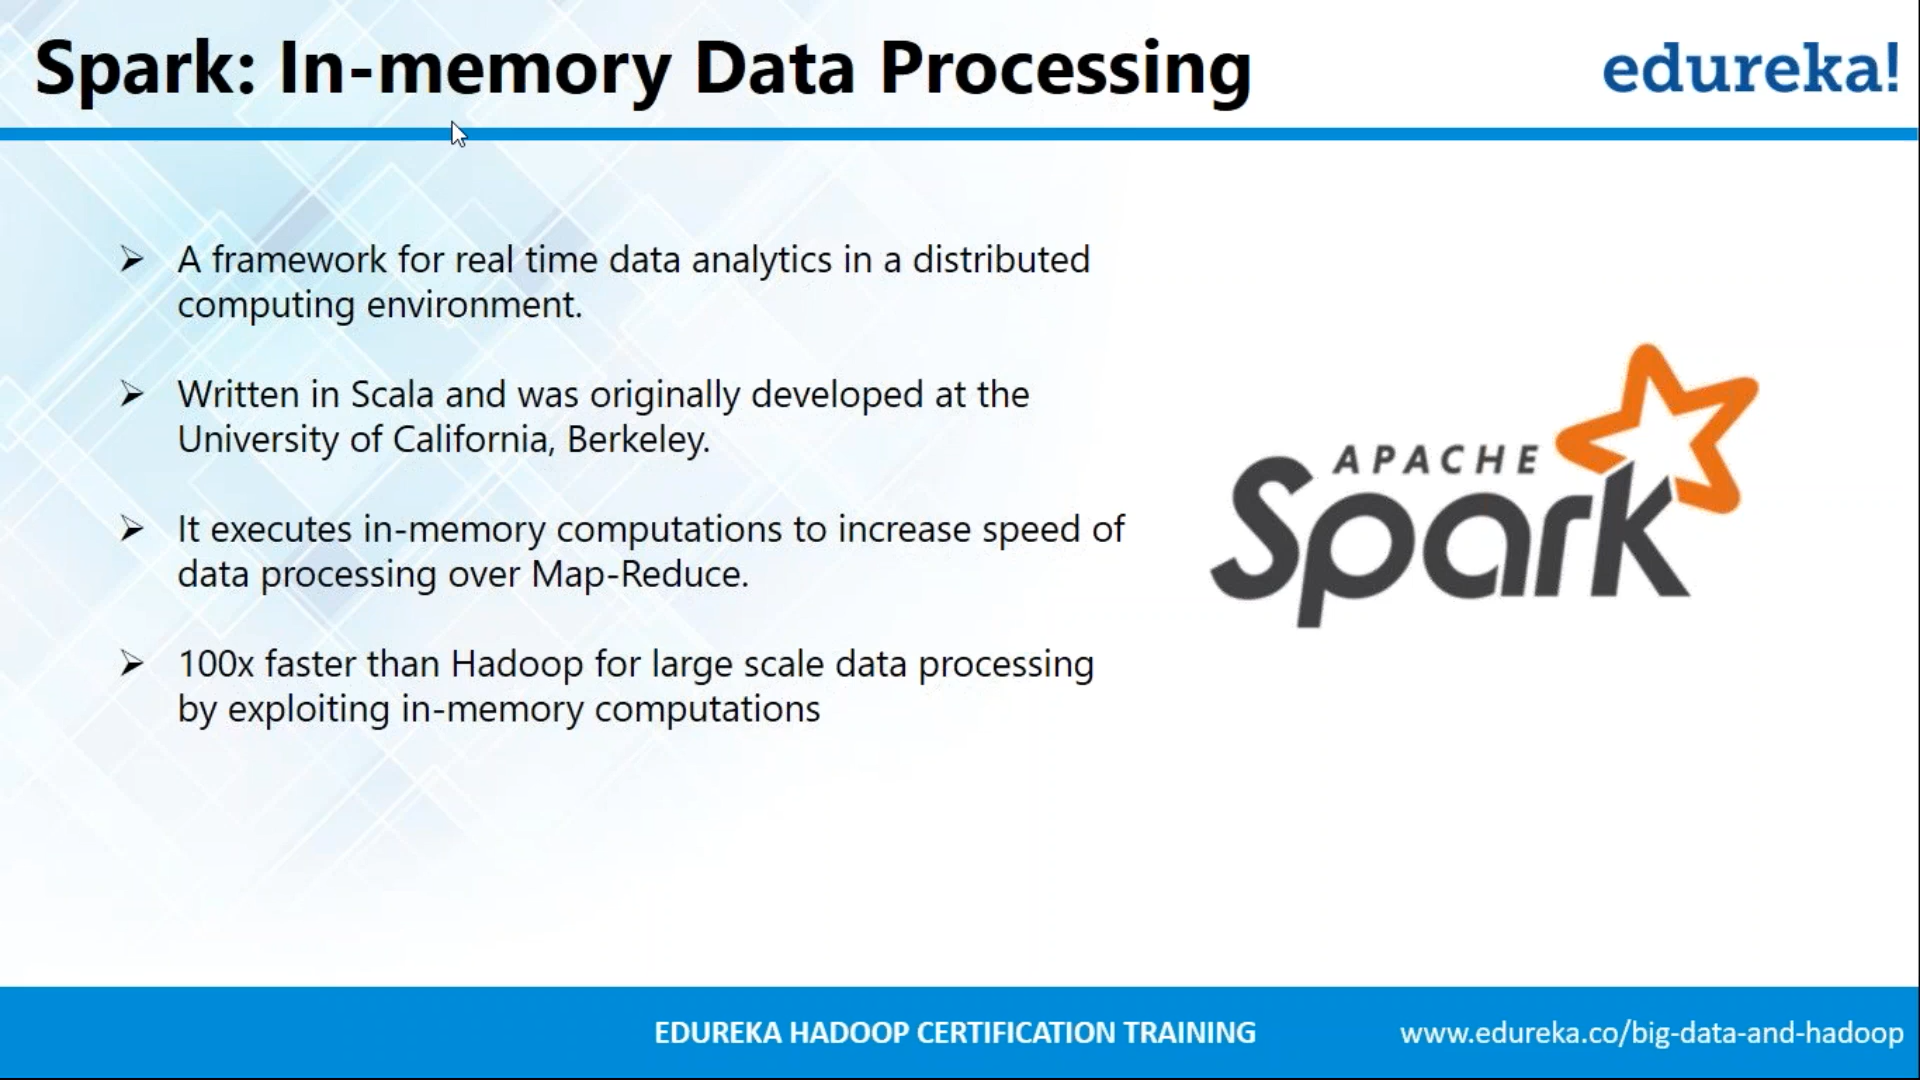 Spark: In-memory Data Processing
edureka!
➢ A framework for real time data analytics in a distributed
computing environment.
➢ Written in Scala and was originally developed at the
University of California, Berkeley.
➢ It executes in-memory computations to increase speed of
data processing over Map-Reduce.
➢ 100x faster than Hadoop for large scale data processing
by exploiting in-memory computations
APACHE
Spark
EDUREKA HADOOP CERTIFICATION TRAINING
www.edureka.co/big-data-and-hadoop